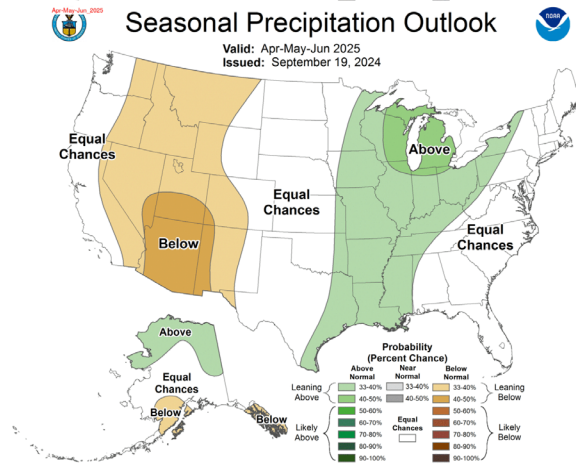 Apr-May-Jun_2025
Seasonal Precipitation Outlook
NOAA
Valid: Apr-May-Jun 2025
Issued: September 19, 2024
Equal
Chances
Above
Equal
Chances
Below
Equal
Chances
Above
Equal
Chances
Below
Below
Probability
(Percent Chance)
Above
Normal
Near
Normal
Below
Normal
Leaning
Above
33-40%
33-40%
33-40%
Leaning
Below
40-50%
40-50%
40-50%
Likely
Above
50-60%
50-60%
Likely
Below
60-70%
Equal
Chances
60-70%
70-80%
70-80%
80-90%
80-90%
90-100%
90-100%